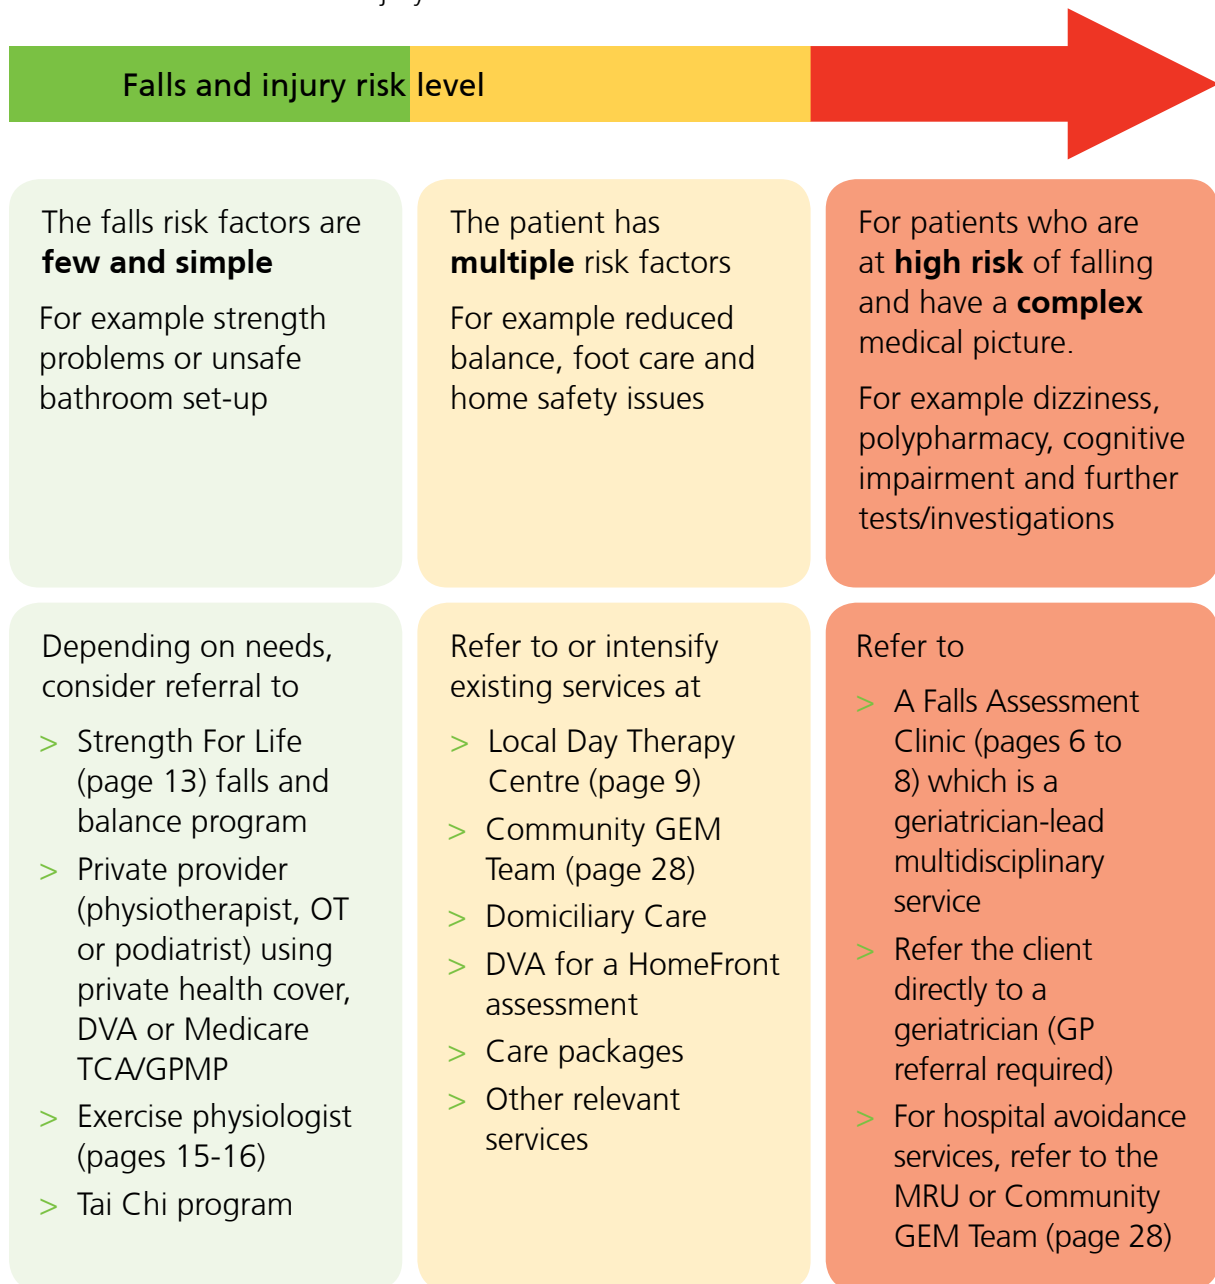 Falls and injury risk level
The falls risk factors are
few and simple
For example strength
problems or unsafe
bathroom set-up
The patient has
multiple risk factors
For example reduced
balance, foot care and
home safety issues
For patients who are
at high risk of falling
and have a complex
medical picture.
For example dizziness,
polypharmacy, cognitive
impairment and further
tests/investigations
Depending on needs,
consider referral to
> Strength For Life
(page 13) falls and
balance program
> Private provider
(physiotherapist, OT
or podiatrist) using
private health cover,
DVA or Medicare
TCA/GPMP
> Exercise physiologist
(pages 15-16)
> Tai Chi program
Refer to or intensify
existing services at
> Local Day Therapy
Centre (page 9)
> Community GEM
Team (page 28)
> Domiciliary Care
> DVA for a HomeFront
assessment
> Care packages
> Other relevant
services
Refer to
> A Falls Assessment
Clinic (pages 6 to
8) which is a
geriatrician-lead
multidisciplinary
service
> Refer the client
directly to a
geriatrician (GP
referral required)
> For hospital avoidance
services, refer to the
MRU or Community
GEM Team (page 28)